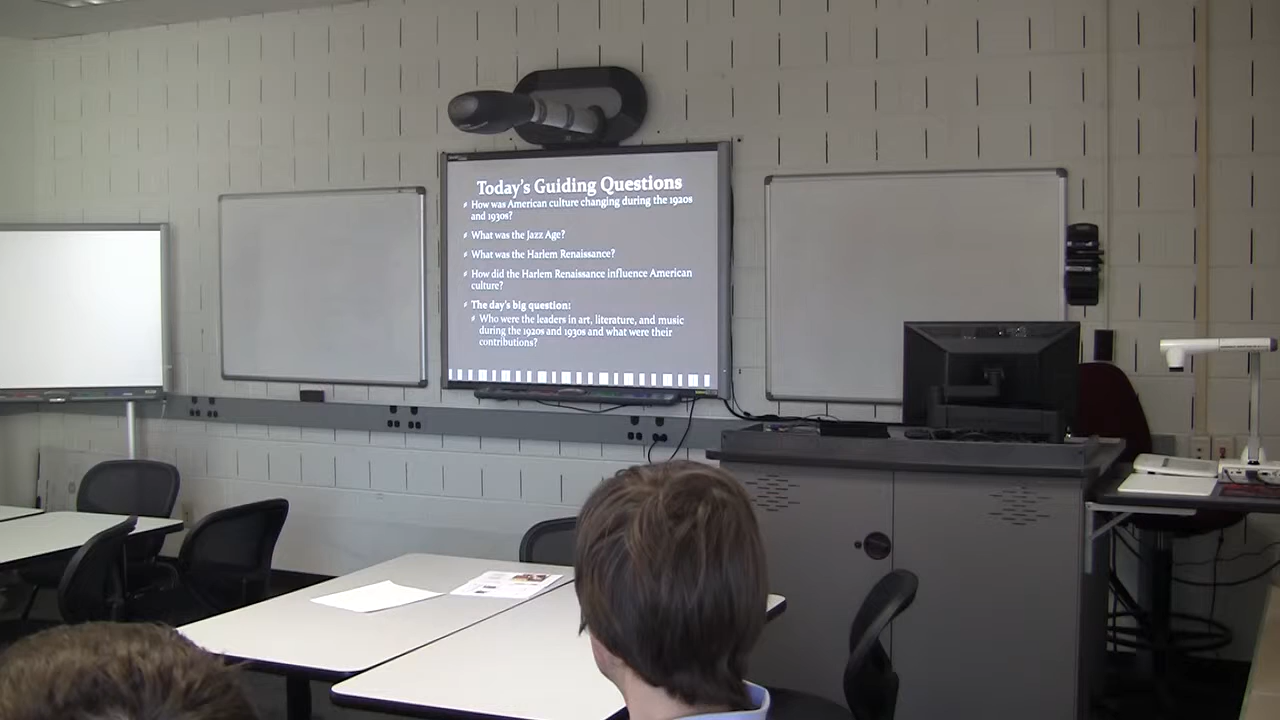 Today's Guiding Questions
How was American culture changing during the 1920s
and 1930s?
What was the Jazz Age?
What was the Harlem Renaissance?
How did the Harlem Renaissance influence American
culture?
The day's big question:
Who were the leaders in art, literature, and music
during the 1920s and 1930s and what were their
contributions?